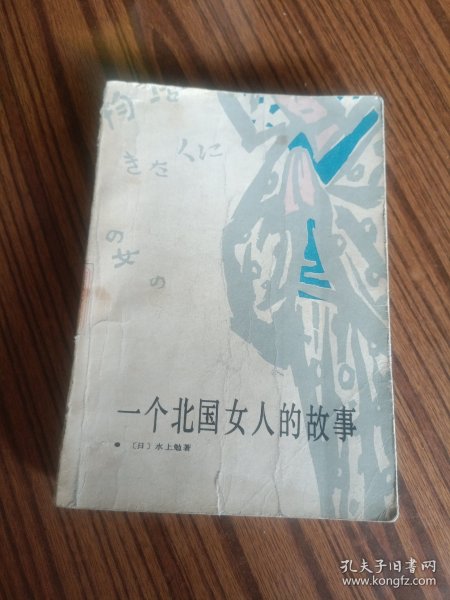 きた 人に
の女 の
一个北国女人的故事
〔日〕水上勉著
孔夫子旧书网
www.kongfz.com